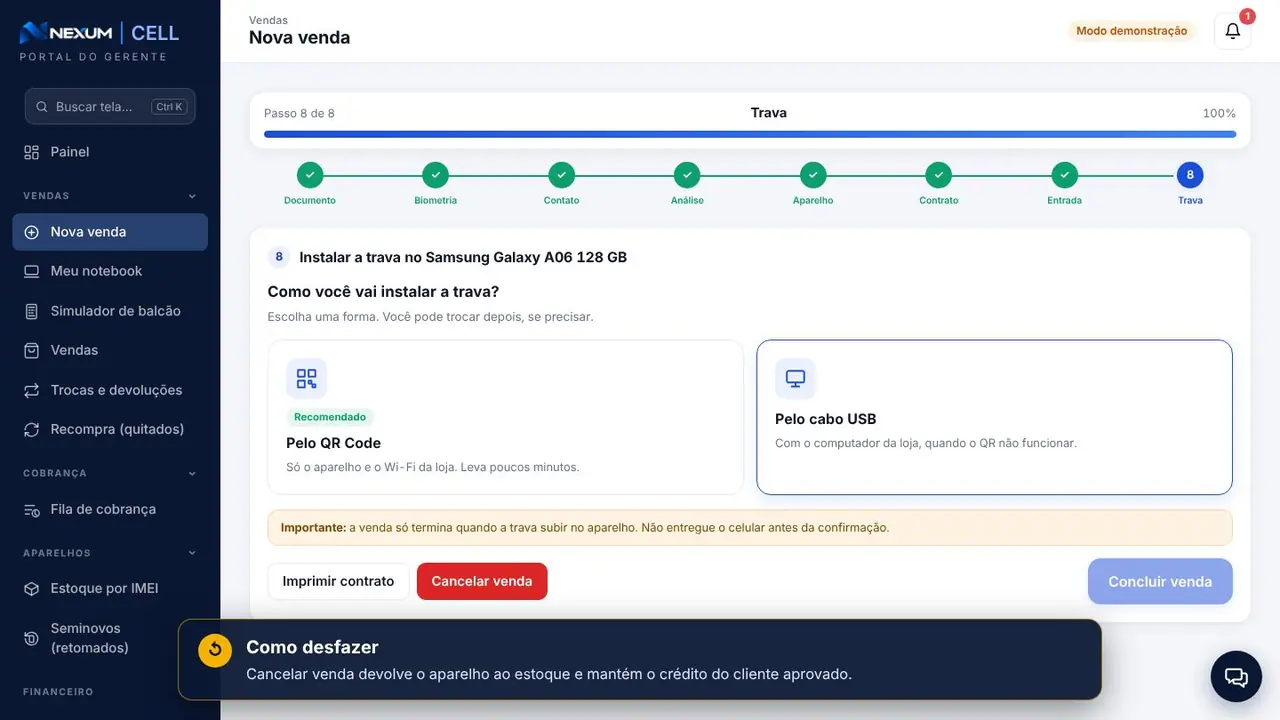 NEXUM | CELL
PORTAL DO GERENTE
Buscar tela... Ctrl K
Painel
VENDAS
Nova venda
Meu notebook
Simulador de balcão
Vendas
Trocas e devoluções
Recompra (quitados)
COBRANÇA
Fila de cobrança
APARELHOS
Estoque por IMEI
Seminovos
(retomados)
FINANCEIRO
Vendas
Nova venda
Modo demonstração
1
Passo 8 de 8 Trava 100%
8
Documento Biometria Contato Análise Aparelho Contrato Entrada Trava
8 Instalar a trava no Samsung Galaxy A06 128 GB
Como você vai instalar a trava?
Escolha uma forma. Você pode trocar depois, se precisar.
Recomendado
Pelo QR Code
Só o aparelho e o Wi-Fi da loja. Leva poucos minutos.
Pelo cabo USB
Com o computador da loja, quando o QR não funcionar.
Importante: a venda só termina quando a trava subir no aparelho. Não entregue o celular antes da confirmação.
Imprimir contrato Cancelar venda Concluir venda
Como desfazer
Cancelar venda devolve o aparelho ao estoque e mantém o crédito do cliente aprovado.